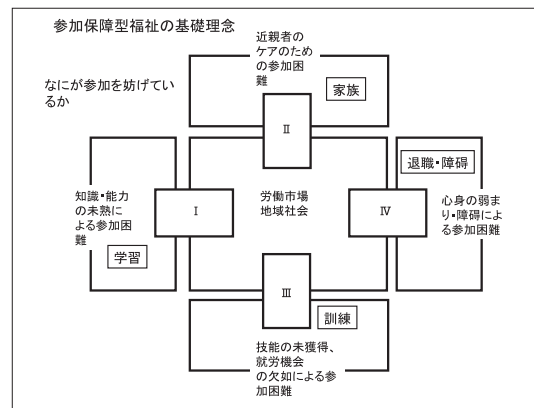 参加保障型福祉の基礎理念
近親者の
ケアのため
の参加困
難
なにが参加を妨げてい
るか
家族
Ⅱ
退職・障碍
知識・能力
の未熟に
よる参加困
難
Ⅰ
労働市場
地域社会
Ⅳ
心身の弱ま
り・障碍によ
る参加困難
学習
Ⅲ
訓練
技能の未獲得、
就労機会
の欠如による参
加困難